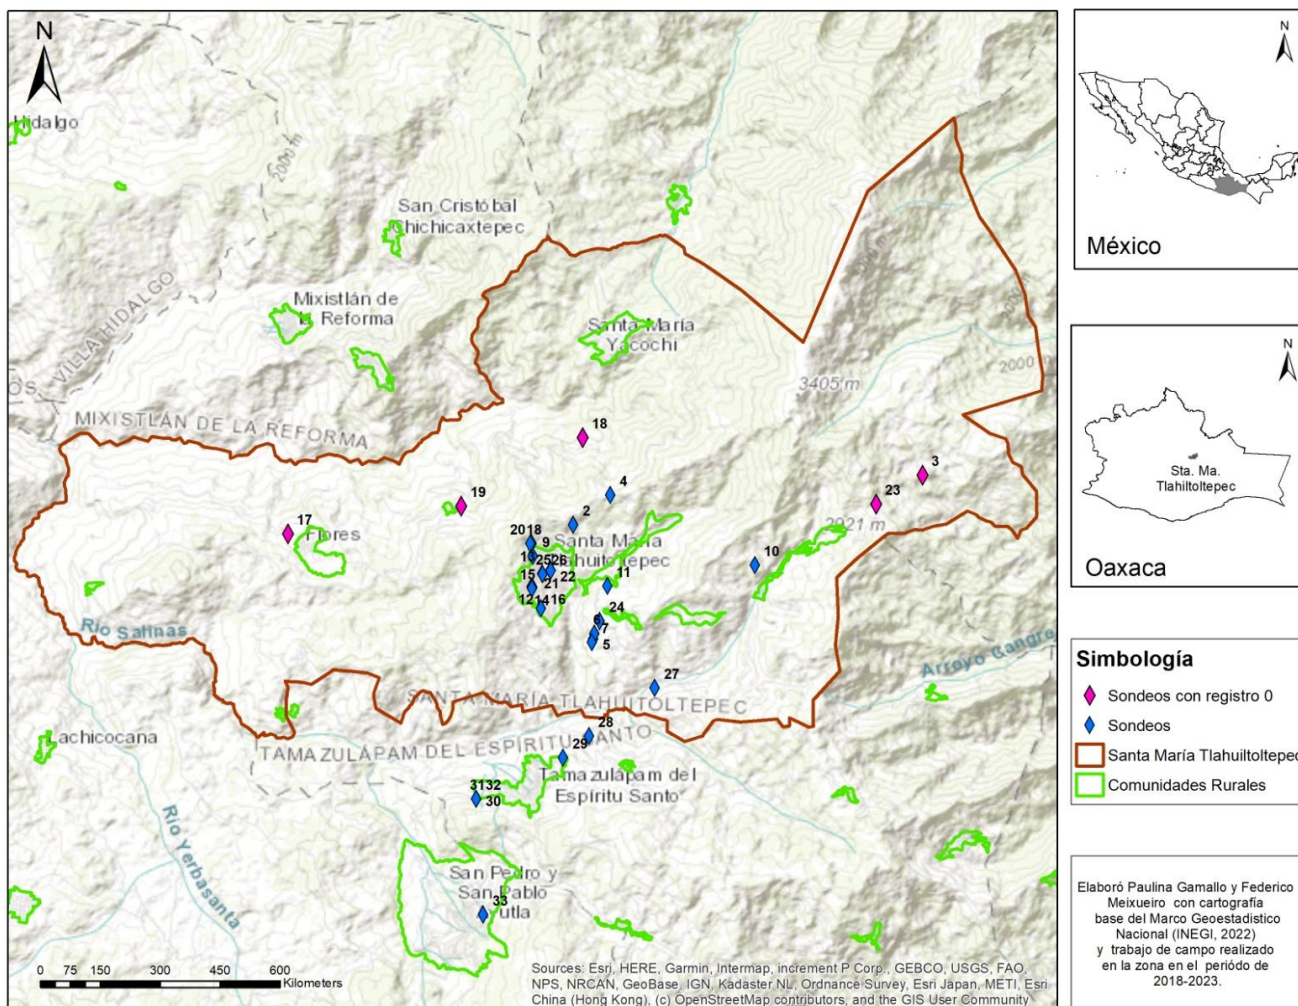 N
Hidalgo
2000 m
San Cristóbal
Chichicaxtepec
VILLA HIDALGO
Mixistlán de
la Reforma
Santa María
Yacochi
3405 m
2000
MIXISTLÁN DE LA REFORMA
18
3
4
23
19
2
2921 m
17
Flores
2018
9
Santa María
Tlahuitoltepec
10
2526
22
15
21
11
10
121416
24
6
7
5
Río Salinas
27
Arroyo Cangre
SANTA MARÍA TLAHUITOLTEPEC
28
TAMAZULÁPAM DEL ESPÍRITU SANTO
29
Lachicocana
Tamazulápam del
Espíritu Santo
3132
30
Río Yerbasanta
San Pedro y
San Pablo
Ayutla
33
0 75 150 300 450 600
Kilometers
Sources: Esri, HERE, Garmin, Intermap, increment P Corp., GEBCO, USGS, FAO,
NPS, NRCAN, GeoBase, IGN, Kadaster NL, Ordnance Survey, Esri Japan, METI, Esri
China (Hong Kong), (c) OpenStreetMap contributors, and the GIS User Community
N
México
N
Sta. Ma.
Tlahiltoltepec
Oaxaca
Simbología
Sondeos con registro 0
Sondeos
Santa María Tlahuiltoltepec
Comunidades Rurales
Elaboró Paulina Gamallo y Federico
Meixueiro con cartografía
base del Marco Geoestadistico
Nacional (INEGI, 2022)
y trabajo de campo realizado
en la zona en el periódo de
2018-2023.